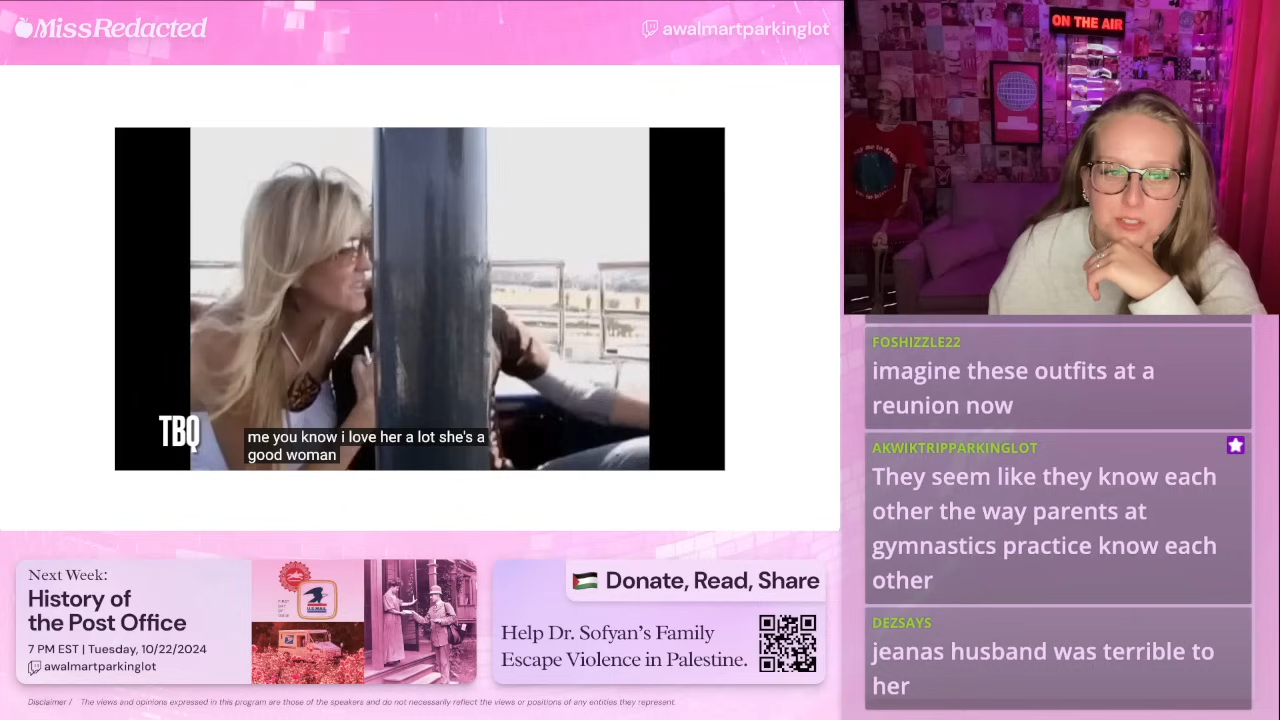 MissRedacted
awalmartparkinglot
ON THE AIR
TBQ
me you know i love her a lot she's a
good woman
FOSHIZZLE22
imagine these outfits at a
reunion now
AKWIKTRIPPARKINGLOT
They seem like they know each
other the way parents at
gymnastics practice know each
other
DEZSAYS
jeanas husband was terrible to
her
Next Week:
History of
the Post Office
7 PM EST | Tuesday, 10/22/2024
awalmartparkinglot
U.S. MAIL
Donate, Read, Share
Help Dr. Sofyan's Family
Escape Violence in Palestine.
Disclaimer / The views and opinions expressed in this program are those of the speakers and do not necessarily reflect the views or positions of any entities they represent.